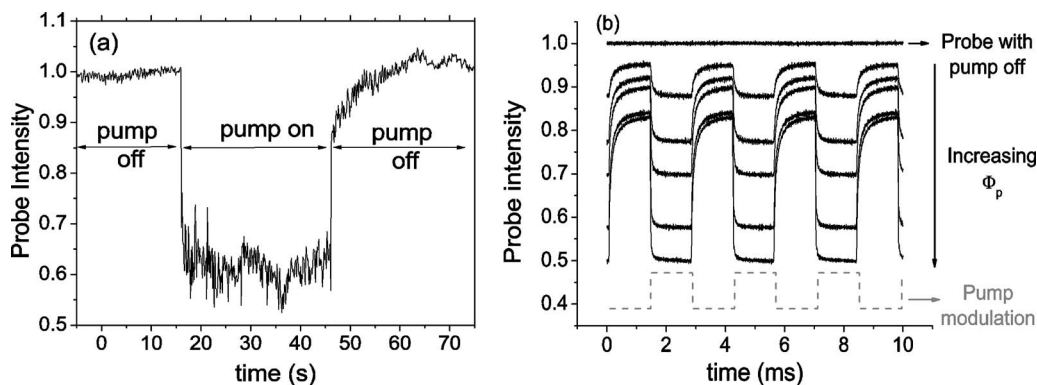 (a)
1.1
1.0
0.9
0.8
0.7
0.6
0.5
Probe Intensity
pump off
pump on
pump off
0 10 20 30 40 50 60 70
time (s)
(b)
1.0
0.9
0.8
0.7
0.6
0.5
0.4
Probe intensity
Probe with
pump off
Increasing
Φp
Pump
modulation
0 2 4 6 8 10
time (ms)